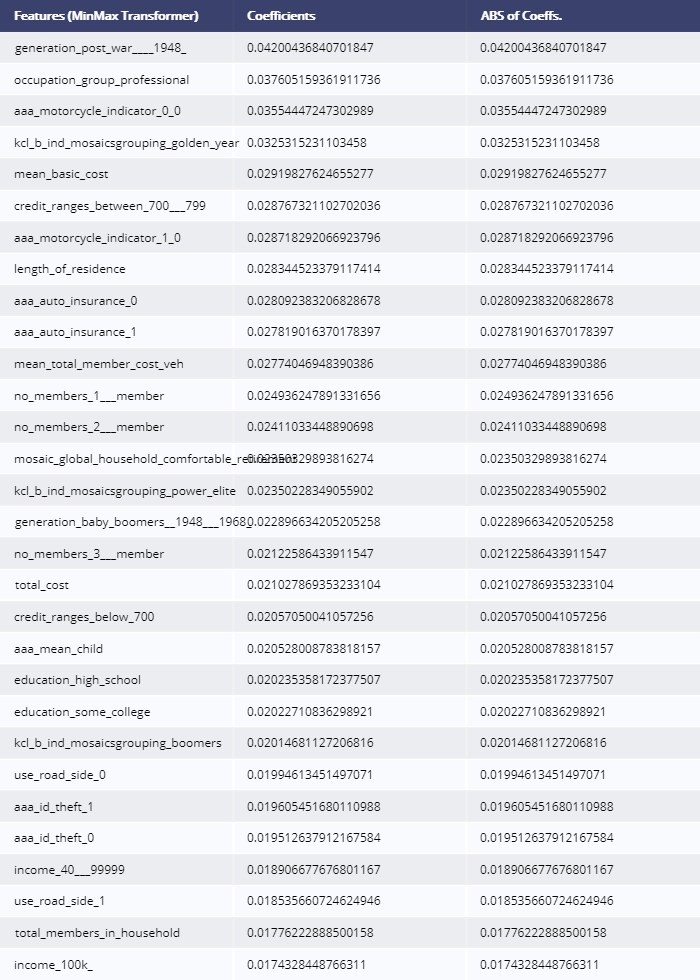 Features (MinMax Transformer) Coefficients ABS of Coeffs.
generation_post_war____1948_ 0.04200436840701847 0.04200436840701847
occupation_group_professional 0.037605159361911736 0.037605159361911736
aaa_motorcycle_indicator_0_0 0.03554447247302989 0.03554447247302989
kcl_b_ind_mosaicsgrouping_golden_year 0.0325315231103458 0.0325315231103458
mean_basic_cost 0.02919827624655277 0.02919827624655277
credit_ranges_between_700___799 0.028767321102702036 0.028767321102702036
aaa_motorcycle_indicator_1_0 0.028718292066923796 0.028718292066923796
length_of_residence 0.028344523379117414 0.028344523379117414
aaa_auto_insurance_0 0.028092383206828678 0.028092383206828678
aaa_auto_insurance_1 0.027819016370178397 0.027819016370178397
mean_total_member_cost_veh 0.02774046948390386 0.02774046948390386
no_members_1___member 0.024936247891331656 0.024936247891331656
no_members_2___member 0.02411033448890698 0.02411033448890698
mosaic_global_household_comfortable_retirement 0.02350329893816274 0.02350329893816274
kcl_b_ind_mosaicsgrouping_power_elite 0.02350228349055902 0.02350228349055902
generation_baby_boomers__1948___1968_ 0.022896634205205258 0.022896634205205258
no_members_3___member 0.02122586433911547 0.02122586433911547
total_cost 0.021027869353233104 0.021027869353233104
credit_ranges_below_700 0.02057050041057256 0.02057050041057256
aaa_mean_child 0.020528008783818157 0.020528008783818157
education_high_school 0.020235358172377507 0.020235358172377507
education_some_college 0.02022710836298921 0.02022710836298921
kcl_b_ind_mosaicsgrouping_boomers 0.02014681127206816 0.02014681127206816
use_road_side_0 0.01994613451497071 0.01994613451497071
aaa_id_theft_1 0.019605451680110988 0.019605451680110988
aaa_id_theft_0 0.019512637912167584 0.019512637912167584
income_40___99999 0.018906677676801167 0.018906677676801167
use_road_side_1 0.018535660724624946 0.018535660724624946
total_members_in_household 0.01776222888500158 0.01776222888500158
income_100k_ 0.0174328448766311 0.0174328448766311